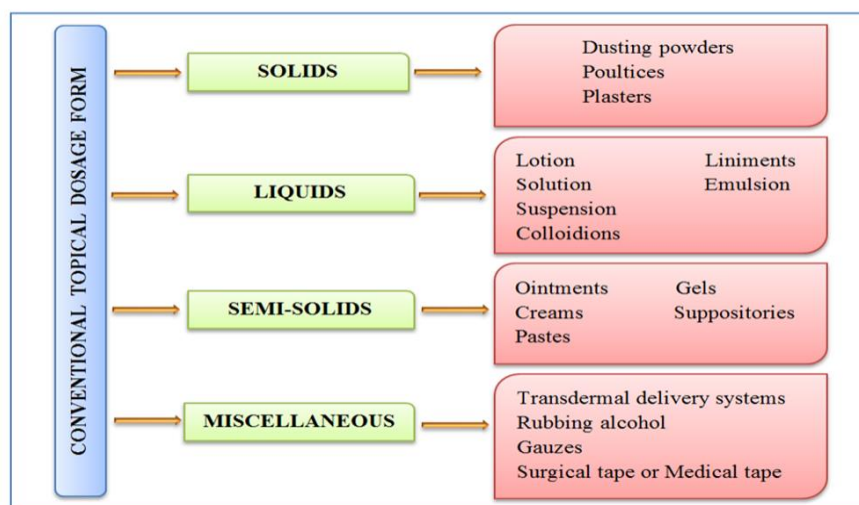 CONVENTIONAL TOPICAL DOSAGE FORM
SOLIDS
Dusting powders
Poultices
Plasters
LIQUIDS
Lotion Liniments
Solution Emulsion
Suspension
Colloidions
SEMI-SOLIDS
Ointments Gels
Creams Suppositories
Pastes
MISCELLANEOUS
Transdermal delivery systems
Rubbing alcohol
Gauzes
Surgical tape or Medical tape